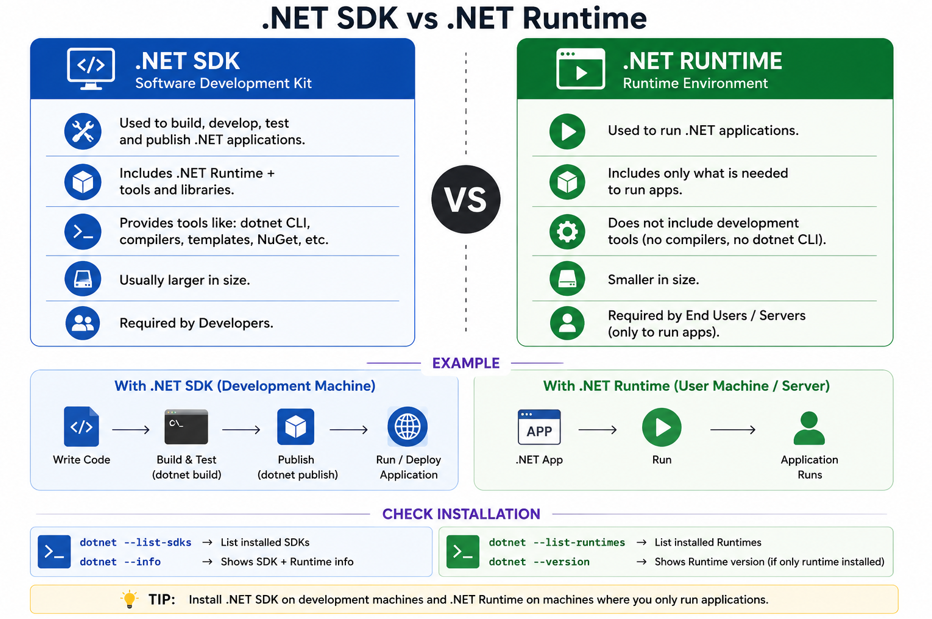 .NET SDK vs .NET Runtime
</>
.NET SDK
Software Development Kit
Used to build, develop, test
and publish .NET applications.
Includes .NET Runtime +
tools and libraries.
>_
Provides tools like: dotnet CLI,
compilers, templates, NuGet, etc.
Usually larger in size.
Required by Developers.
VS
.NET RUNTIME
Runtime Environment
Used to run .NET applications.
Includes only what is needed
to run apps.
Does not include development
tools (no compilers, no dotnet CLI).
Smaller in size.
Required by End Users / Servers
(only to run apps).
EXAMPLE
With .NET SDK (Development Machine)
</>
Write Code
C:\_
Build & Test
(dotnet build)
Publish
(dotnet publish)
Run / Deploy
Application
With .NET Runtime (User Machine / Server)
APP
.NET App
Run
Application
Runs
CHECK INSTALLATION
>_
dotnet --list-sdks → List installed SDKs
dotnet --info → Shows SDK + Runtime info
>_
dotnet --list-runtimes → List installed Runtimes
dotnet --version → Shows Runtime version (if only runtime installed)
TIP: Install .NET SDK on development machines and .NET Runtime on machines where you only run applications.